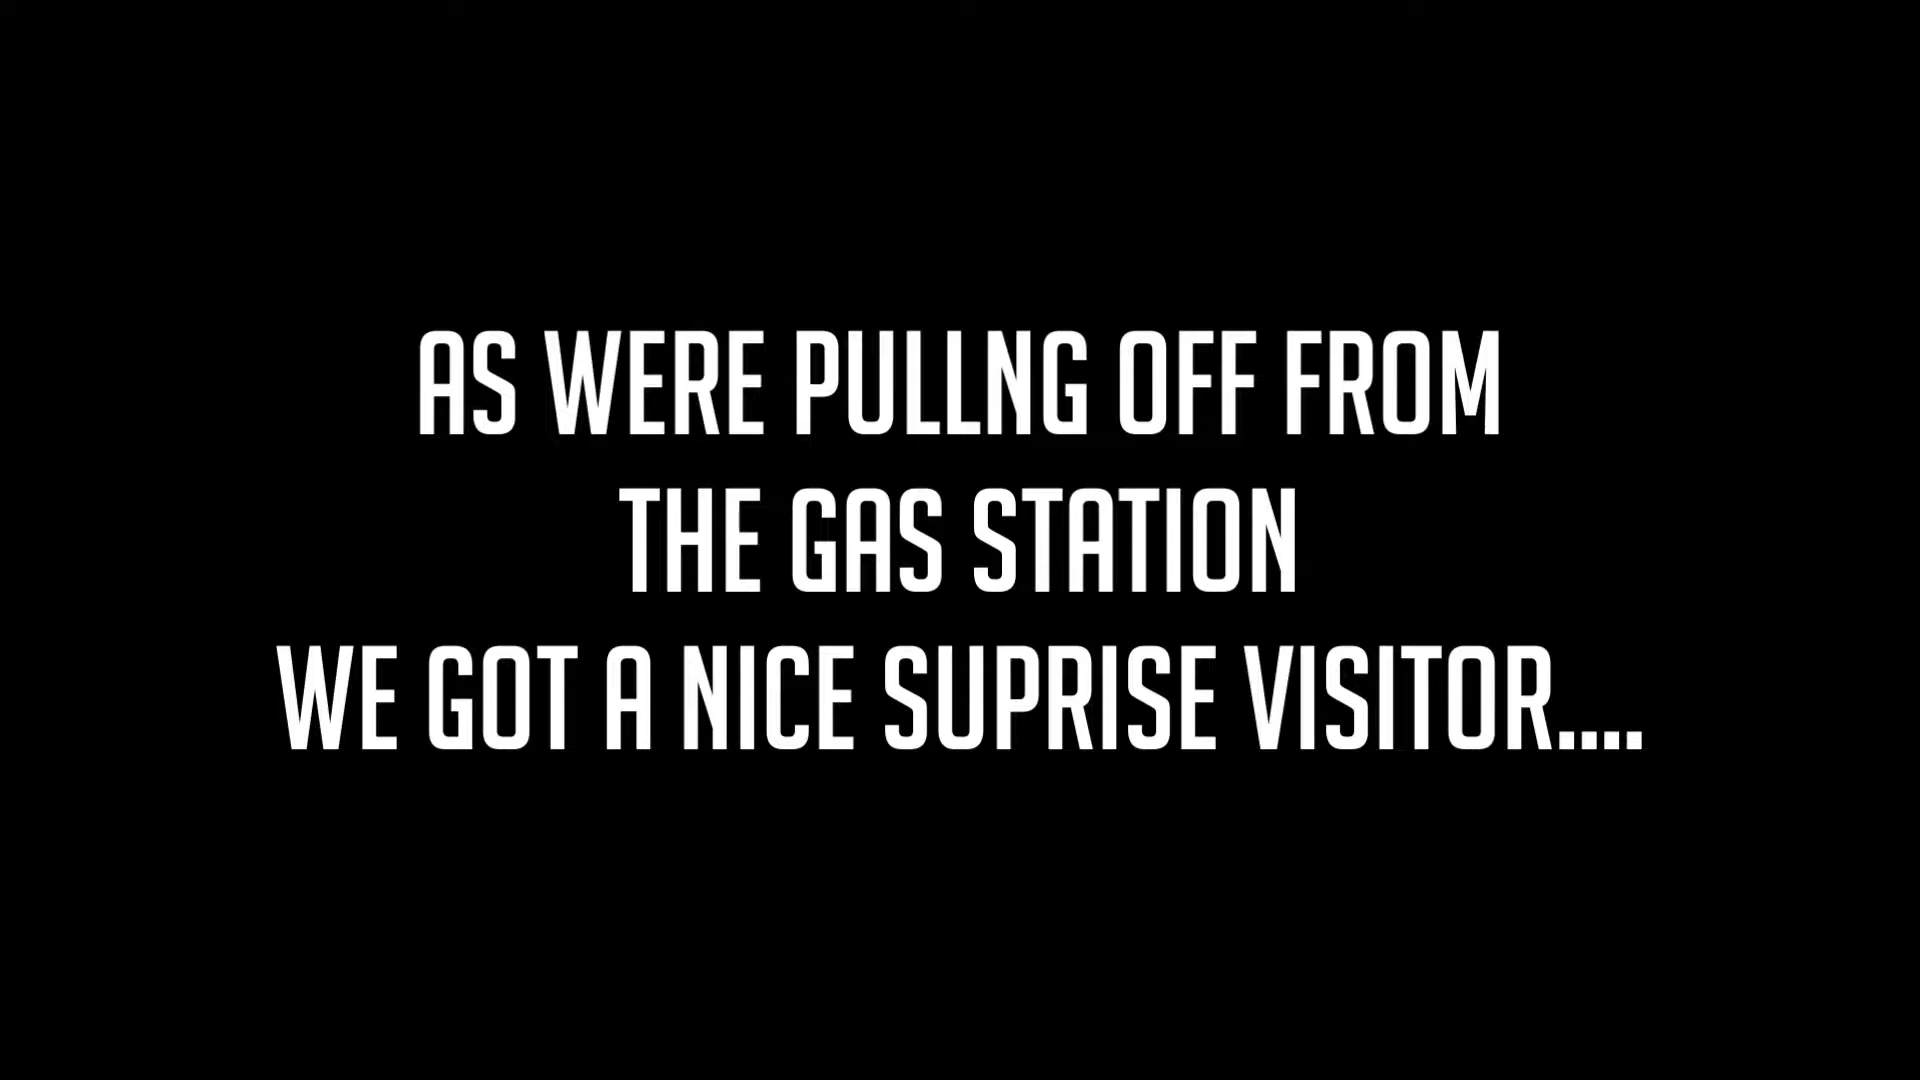 AS WERE PULLNG OFF FROM
THE GAS STATION
WE GOT A NICE SUPRISE VISITOR....